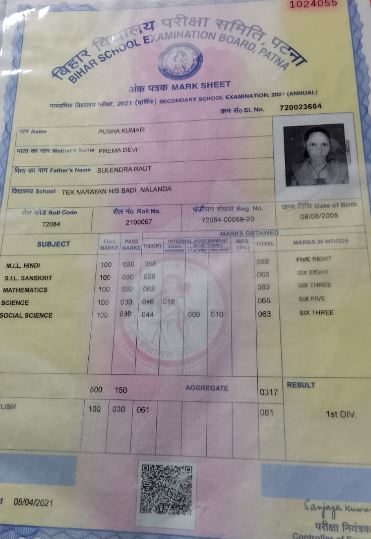 1024055
बिहार विद्यालय परीक्षा समिति पटना
BIHAR SCHOOL EXAMINATION BOARD, PATNA
अंक पत्रक MARK SHEET
माध्यमिक विद्यालय परीक्षा, 2021 (वार्षिक) SECONDARY SCHOOL EXAMINATION, 2021 (ANNUAL)
क्रम सं० SL No. 720023664
नाम Name PUSHA KUMARI
माता का नाम Mother's Name PREMA DEVI
पिता का नाम Father's Name SULENDRA RAUT
विद्यालय School TEK NARAYAN H/S BADI NALANDA
रौल कोड Roll Code रौल नं० Roll No. पंजीयन संख्या Reg. No. जन्म तिथि Date of Birth
72084 2100057 72084-00059-20 08/08/2005
MARKS OBTAINED
SUBJECT FULL MARKS PASS MARKS THEORY INTERNAL ASSESSMENT REG. TOTAL MARKS IN WORDS
M.I.L. HINDI 100 030 058 058 FIVE EIGHT
S.I.L. SANSKRIT 100 030 068 068 SIX EIGHT
MATHEMATICS 100 030 063 063 SIX THREE
SCIENCE 100 030 046 019 065 SIX FIVE
SOCIAL SCIENCE 100 030 044 009 010 063 SIX THREE
500 150 AGGREGATE 0317 RESULT
LISH 100 030 061 061 1st DIV.
05/04/2021
Sanjaya Kumar
परीक्षा नियंत्रक